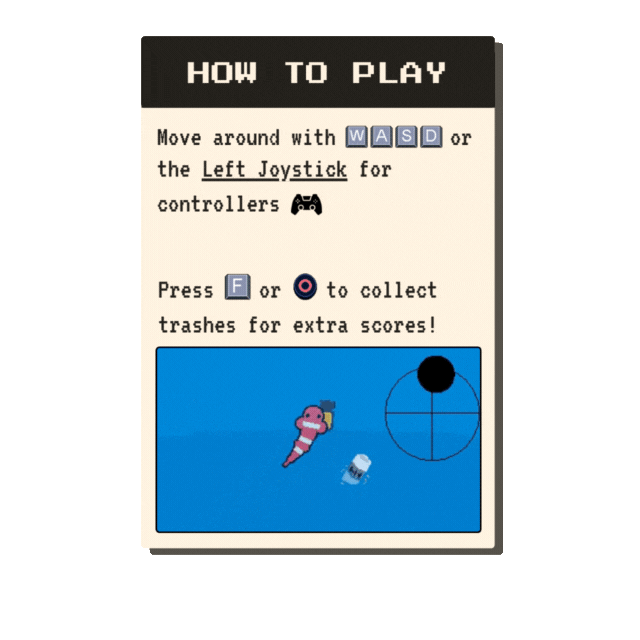 HOW TO PLAY
Move around with W A S D or
the Left Joystick for
controllers
Press F or to collect
trashes for extra scores!